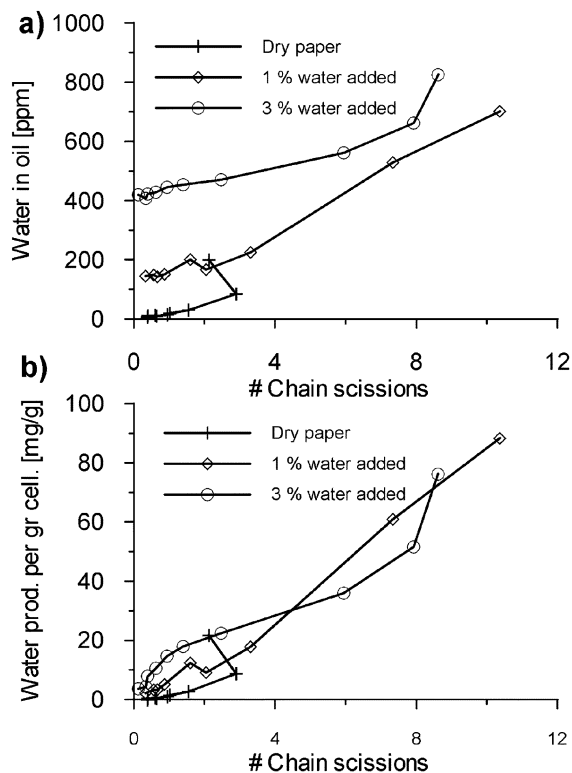 a)
1000
800
600
400
200
0
Water in oil [ppm]
Dry paper
1 % water added
3 % water added
0 4 8 12
# Chain scissions
b)
100
80
60
40
20
0
Water prod. per gr cell. [mg/g]
Dry paper
1 % water added
3 % water added
0 4 8 12
# Chain scissions